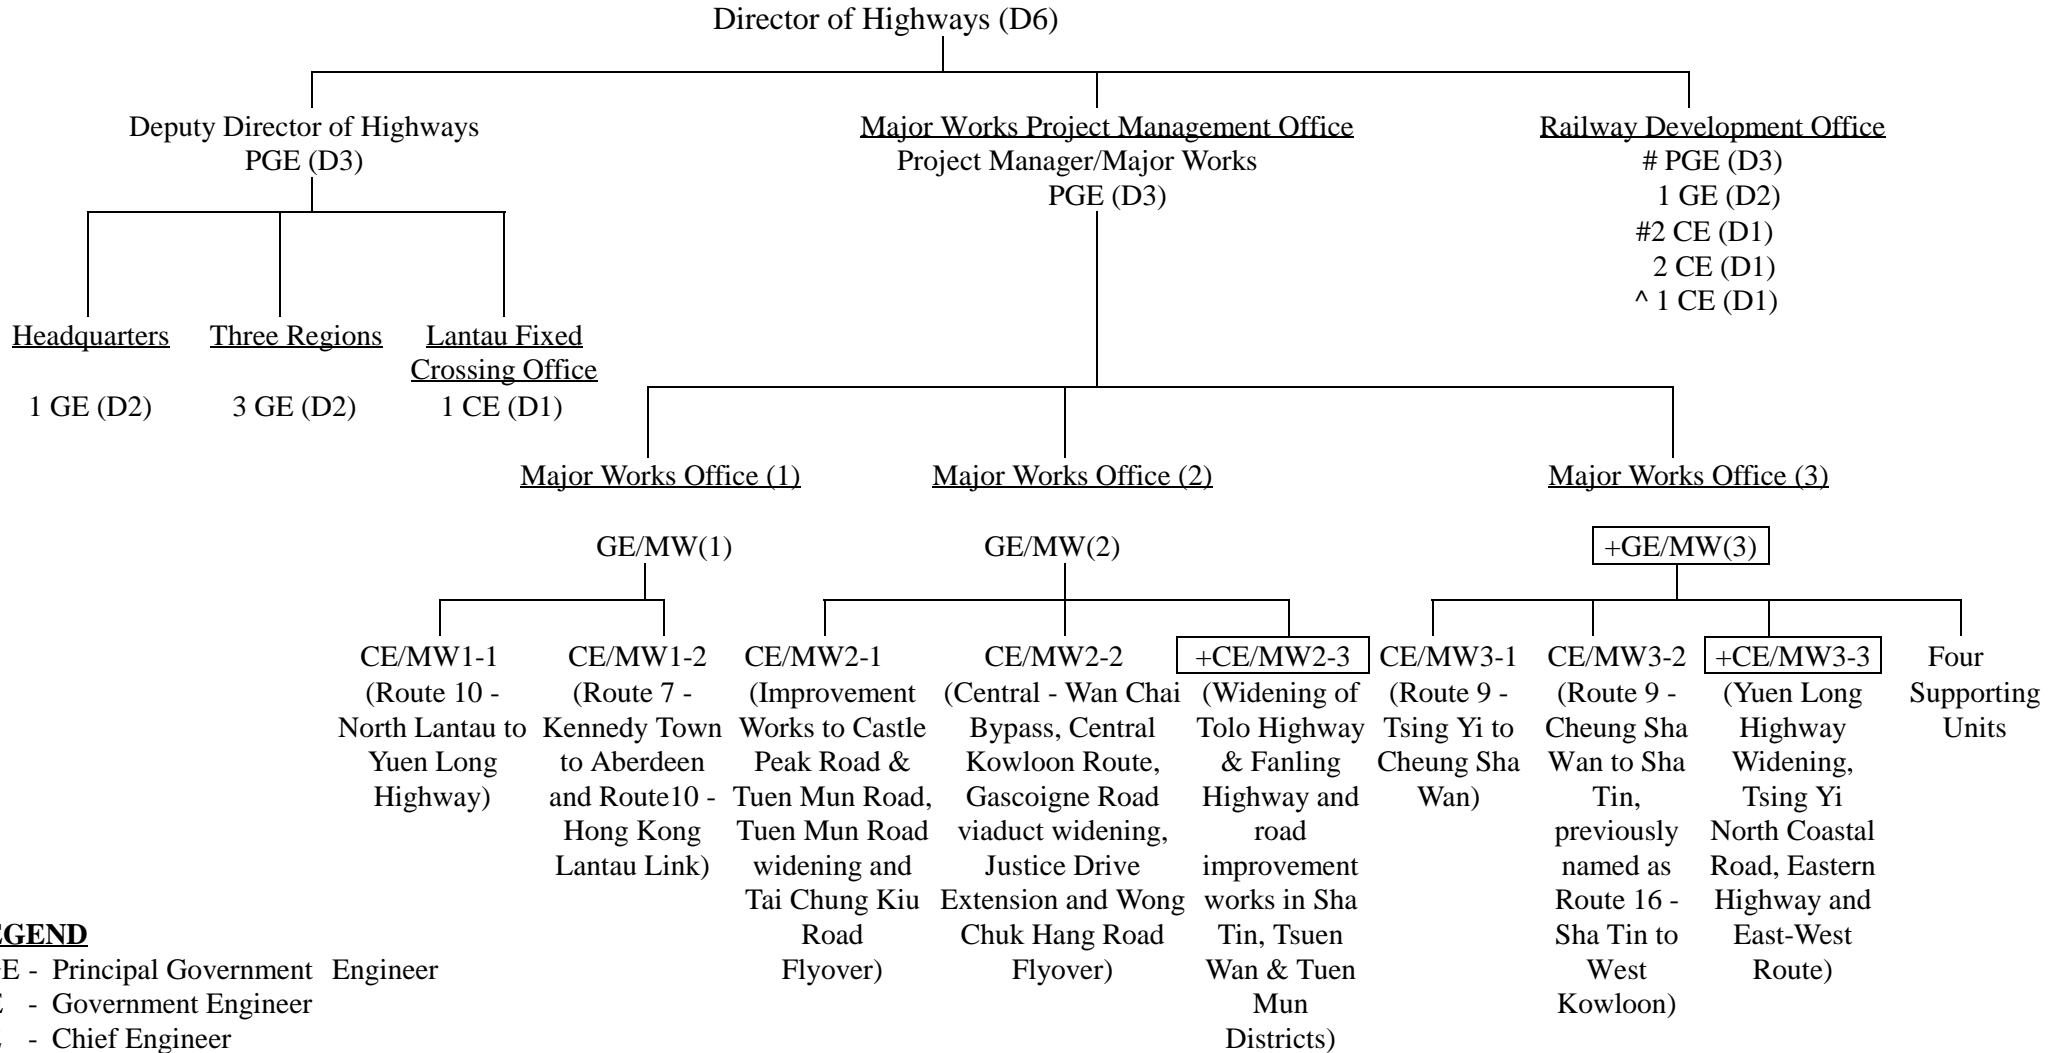 Director of Highways (D6)
Deputy Director of Highways
PGE (D3)
Major Works Project Management Office
Project Manager/Major Works
PGE (D3)
Railway Development Office
# PGE (D3)
1 GE (D2)
#2 CE (D1)
2 CE (D1)
^ 1 CE (D1)
Headquarters
1 GE (D2)
Three Regions
3 GE (D2)
Lantau Fixed
Crossing Office
1 CE (D1)
Major Works Office (1)
Major Works Office (2)
Major Works Office (3)
GE/MW(1)
GE/MW(2)
+GE/MW(3)
CE/MW1-1
(Route 10 -
North Lantau to
Yuen Long
Highway)
CE/MW1-2
(Route 7 -
Kennedy Town
to Aberdeen
and Route10 -
Hong Kong
Lantau Link)
CE/MW2-1
(Improvement
Works to Castle
Peak Road &
Tuen Mun Road,
Tuen Mun Road
widening and
Tai Chung Kiu
Road
Flyover)
CE/MW2-2
(Central - Wan Chai
Bypass, Central
Kowloon Route,
Gascoigne Road
viaduct widening,
Justice Drive
Extension and Wong
Chuk Hang Road
Flyover)
+CE/MW2-3
(Widening of
Tolo Highway
& Fanling
Highway and
road
improvement
works in Sha
Tin, Tsuen
Wan & Tuen
Mun
Districts)
CE/MW3-1
(Route 9 -
Tsing Yi to
Cheung Sha
Wan)
CE/MW3-2
(Route 9 -
Cheung Sha
Wan to Sha
Tin,
previously
named as
Route 16 -
Sha Tin to
West
Kowloon)
+CE/MW3-3
(Yuen Long
Highway
Widening,
Tsing Yi
North Coastal
Road, Eastern
Highway and
East-West
Route)
Four
Supporting
Units
EGEND
E - Principal Government Engineer
- Government Engineer
- Chief Engineer